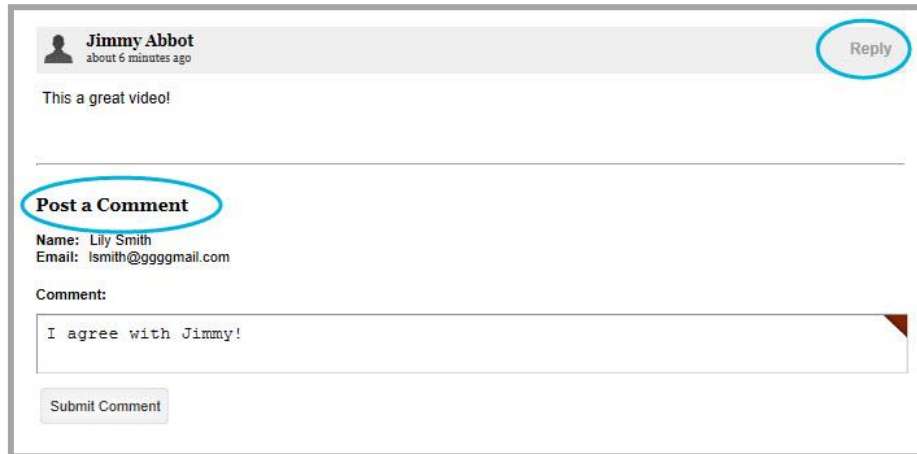 Jimmy Abbot
Reply
about 6 minutes ago
This a great video!
Post a Comment
Name: Lily Smith
Email: lsmith@ggggmail.com
Comment:
I agree with Jimmy!
Submit Comment